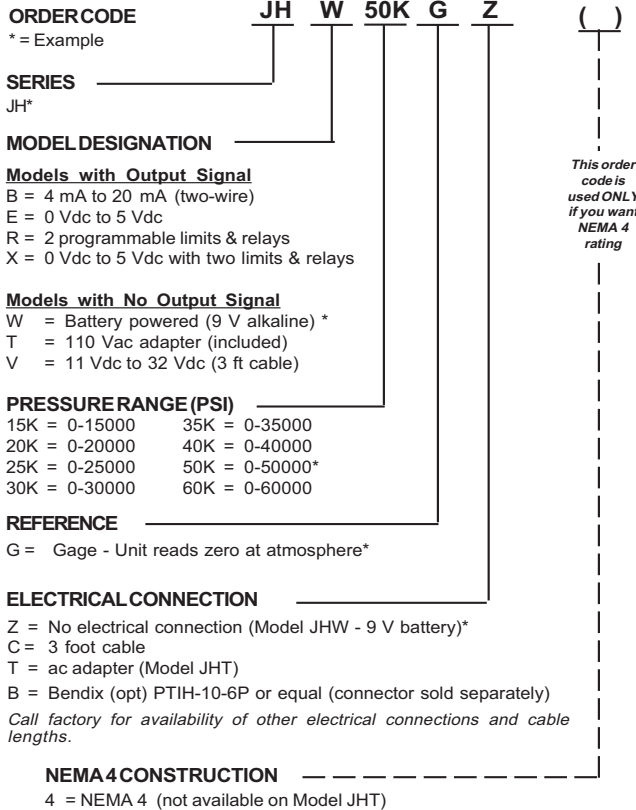 ORDER CODE JH W 50K G Z ( )
* = Example
SERIES
JH*
MODEL DESIGNATION
Models with Output Signal
B = 4 mA to 20 mA (two-wire)
E = 0 Vdc to 5 Vdc
R = 2 programmable limits & relays
X = 0 Vdc to 5 Vdc with two limits & relays
This order
code is
used ONLY
if you want
NEMA 4
rating
Models with No Output Signal
W = Battery powered (9 V alkaline) *
T = 110 Vac adapter (included)
V = 11 Vdc to 32 Vdc (3 ft cable)
PRESSURE RANGE (PSI)
15K = 0-15000 35K = 0-35000
20K = 0-20000 40K = 0-40000
25K = 0-25000 50K = 0-50000*
30K = 0-30000 60K = 0-60000
REFERENCE
G = Gage - Unit reads zero at atmosphere*
ELECTRICAL CONNECTION
Z = No electrical connection (Model JHW - 9 V battery)*
C = 3 foot cable
T = ac adapter (Model JHT)
B = Bendix (opt) PTIH-10-6P or equal (connector sold separately)
Call factory for availability of other electrical connections and cable
lengths.
NEMA 4 CONSTRUCTION
4 = NEMA 4 (not available on Model JHT)